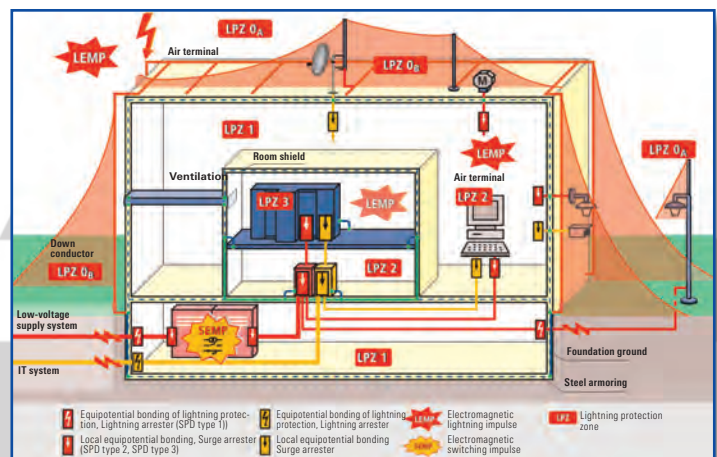 LPZ 0A
LEMP
Air terminal
LPZ 0B
M
LPZ 1
LEMP
LPZ 0A
Room shield
Ventilation
Air terminal
LPZ 3
LEMP
LPZ 2
Down
conductor
LPZ 0B
LPZ 2
Low-voltage
supply system
SEMP
IT system
LPZ 1
Foundation ground
Steel armoring
Equipotential bonding of lightning protec-
tion, Lightning arrester (SPD type 1))
Equipotential bonding of lightning
protection, Lightning arrester
LEMP
Electromagnetic
lightning impulse
LPZ
Lightning protection
zone
Local equipotential bonding, Surge arrester
(SPD type 2, SPD type 3)
Local equipotential bonding
Surge arrester
SEMP
Electromagnetic
switching impulse